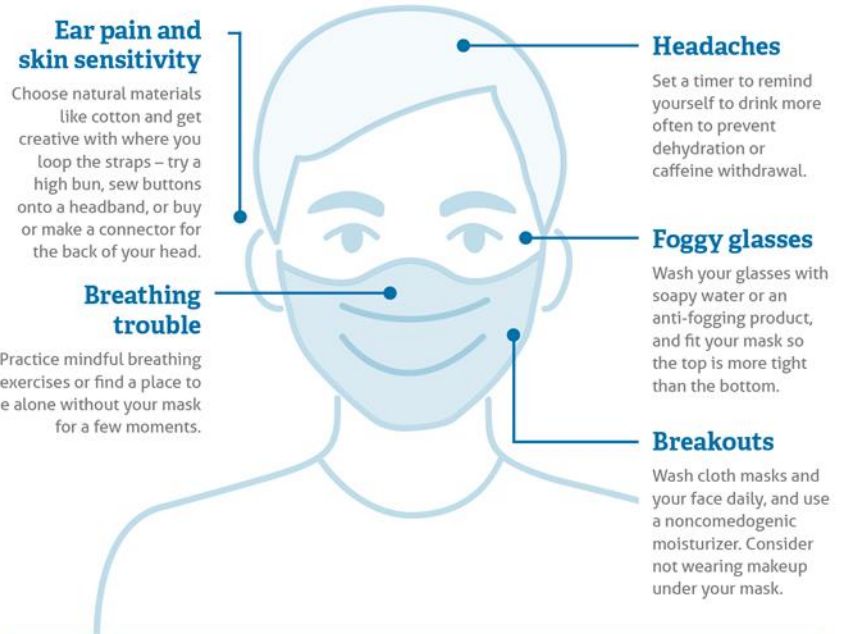 Ear pain and
skin sensitivity
Choose natural materials
like cotton and get
creative with where you
loop the straps – try a
high bun, sew buttons
onto a headband, or buy
or make a connector for
the back of your head.
Breathing
trouble
Practice mindful breathing
exercises or find a place to
e alone without your mask
for a few moments.
Headaches
Set a timer to remind
yourself to drink more
often to prevent
dehydration or
caffeine withdrawal.
Foggy glasses
Wash your glasses with
soapy water or an
anti-fogging product,
and fit your mask so
the top is more tight
than the bottom.
Breakouts
Wash cloth masks and
your face daily, and use
a noncomedogenic
moisturizer. Consider
not wearing makeup
under your mask.